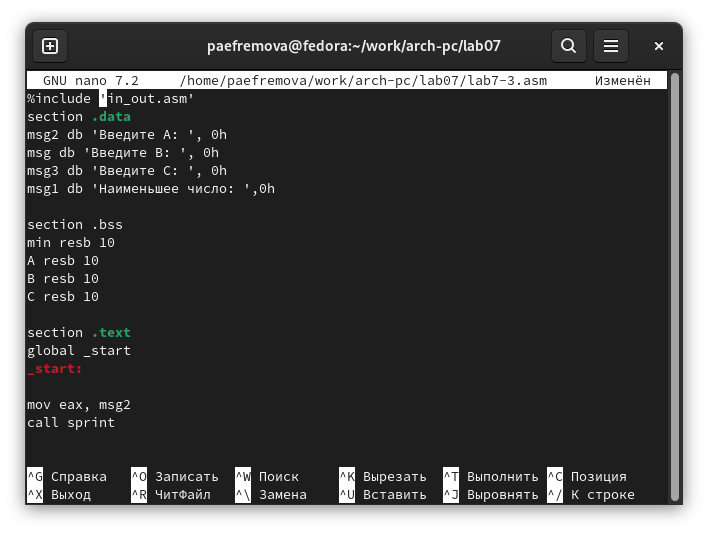 paefremova@fedora:~/work/arch-pc/lab07
GNU nano 7.2 /home/paefremova/work/arch-pc/lab07/lab7-3.asm Изменён
%include 'in_out.asm'
section .data
msg2 db 'Введите A: ', 0h
msg db 'Введите B: ', 0h
msg3 db 'Введите C: ', 0h
msg1 db 'Наименьшее число: ',0h
section .bss
min resb 10
A resb 10
B resb 10
C resb 10
section .text
global _start
_start:
mov eax, msg2
call sprint
^G Справка ^O Записать ^W Поиск ^K Вырезать ^T Выполнить ^C Позиция
^X Выход ^R ЧитФайл ^\ Замена ^U Вставить ^J Выровнять ^/ К строке